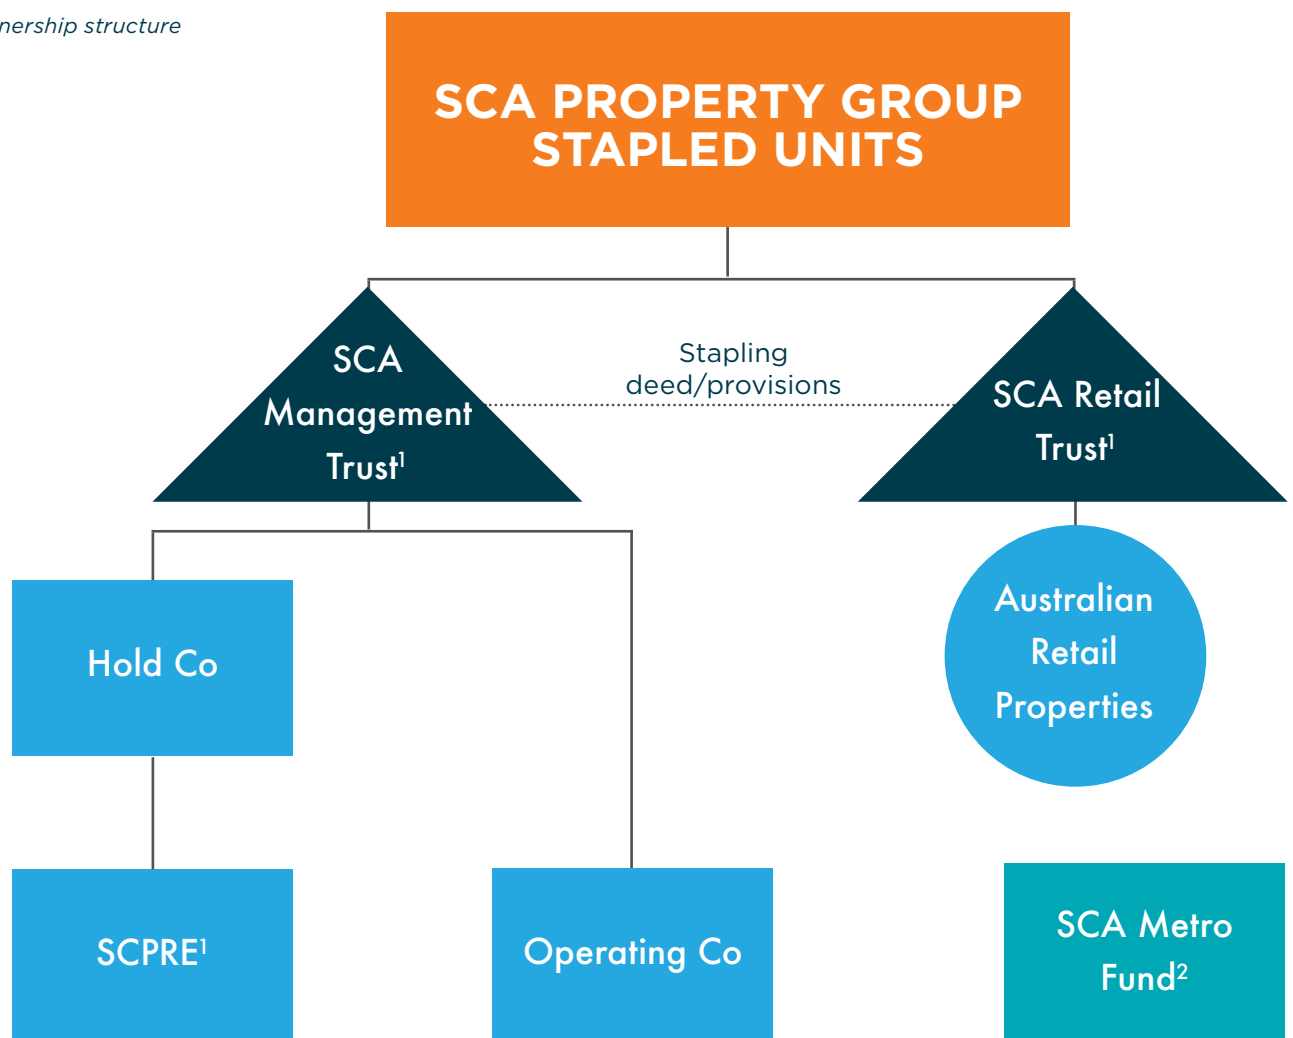 structure
SCA PROPERTY GROUP
STAPLED UNITS
SCA
Management
Trust¹
Stapling
deed/provisions
SCA Retail
Trust¹
Hold Co
Australian
Retail
Properties
SCPRE¹
Operating Co
SCA Metro
Fund²